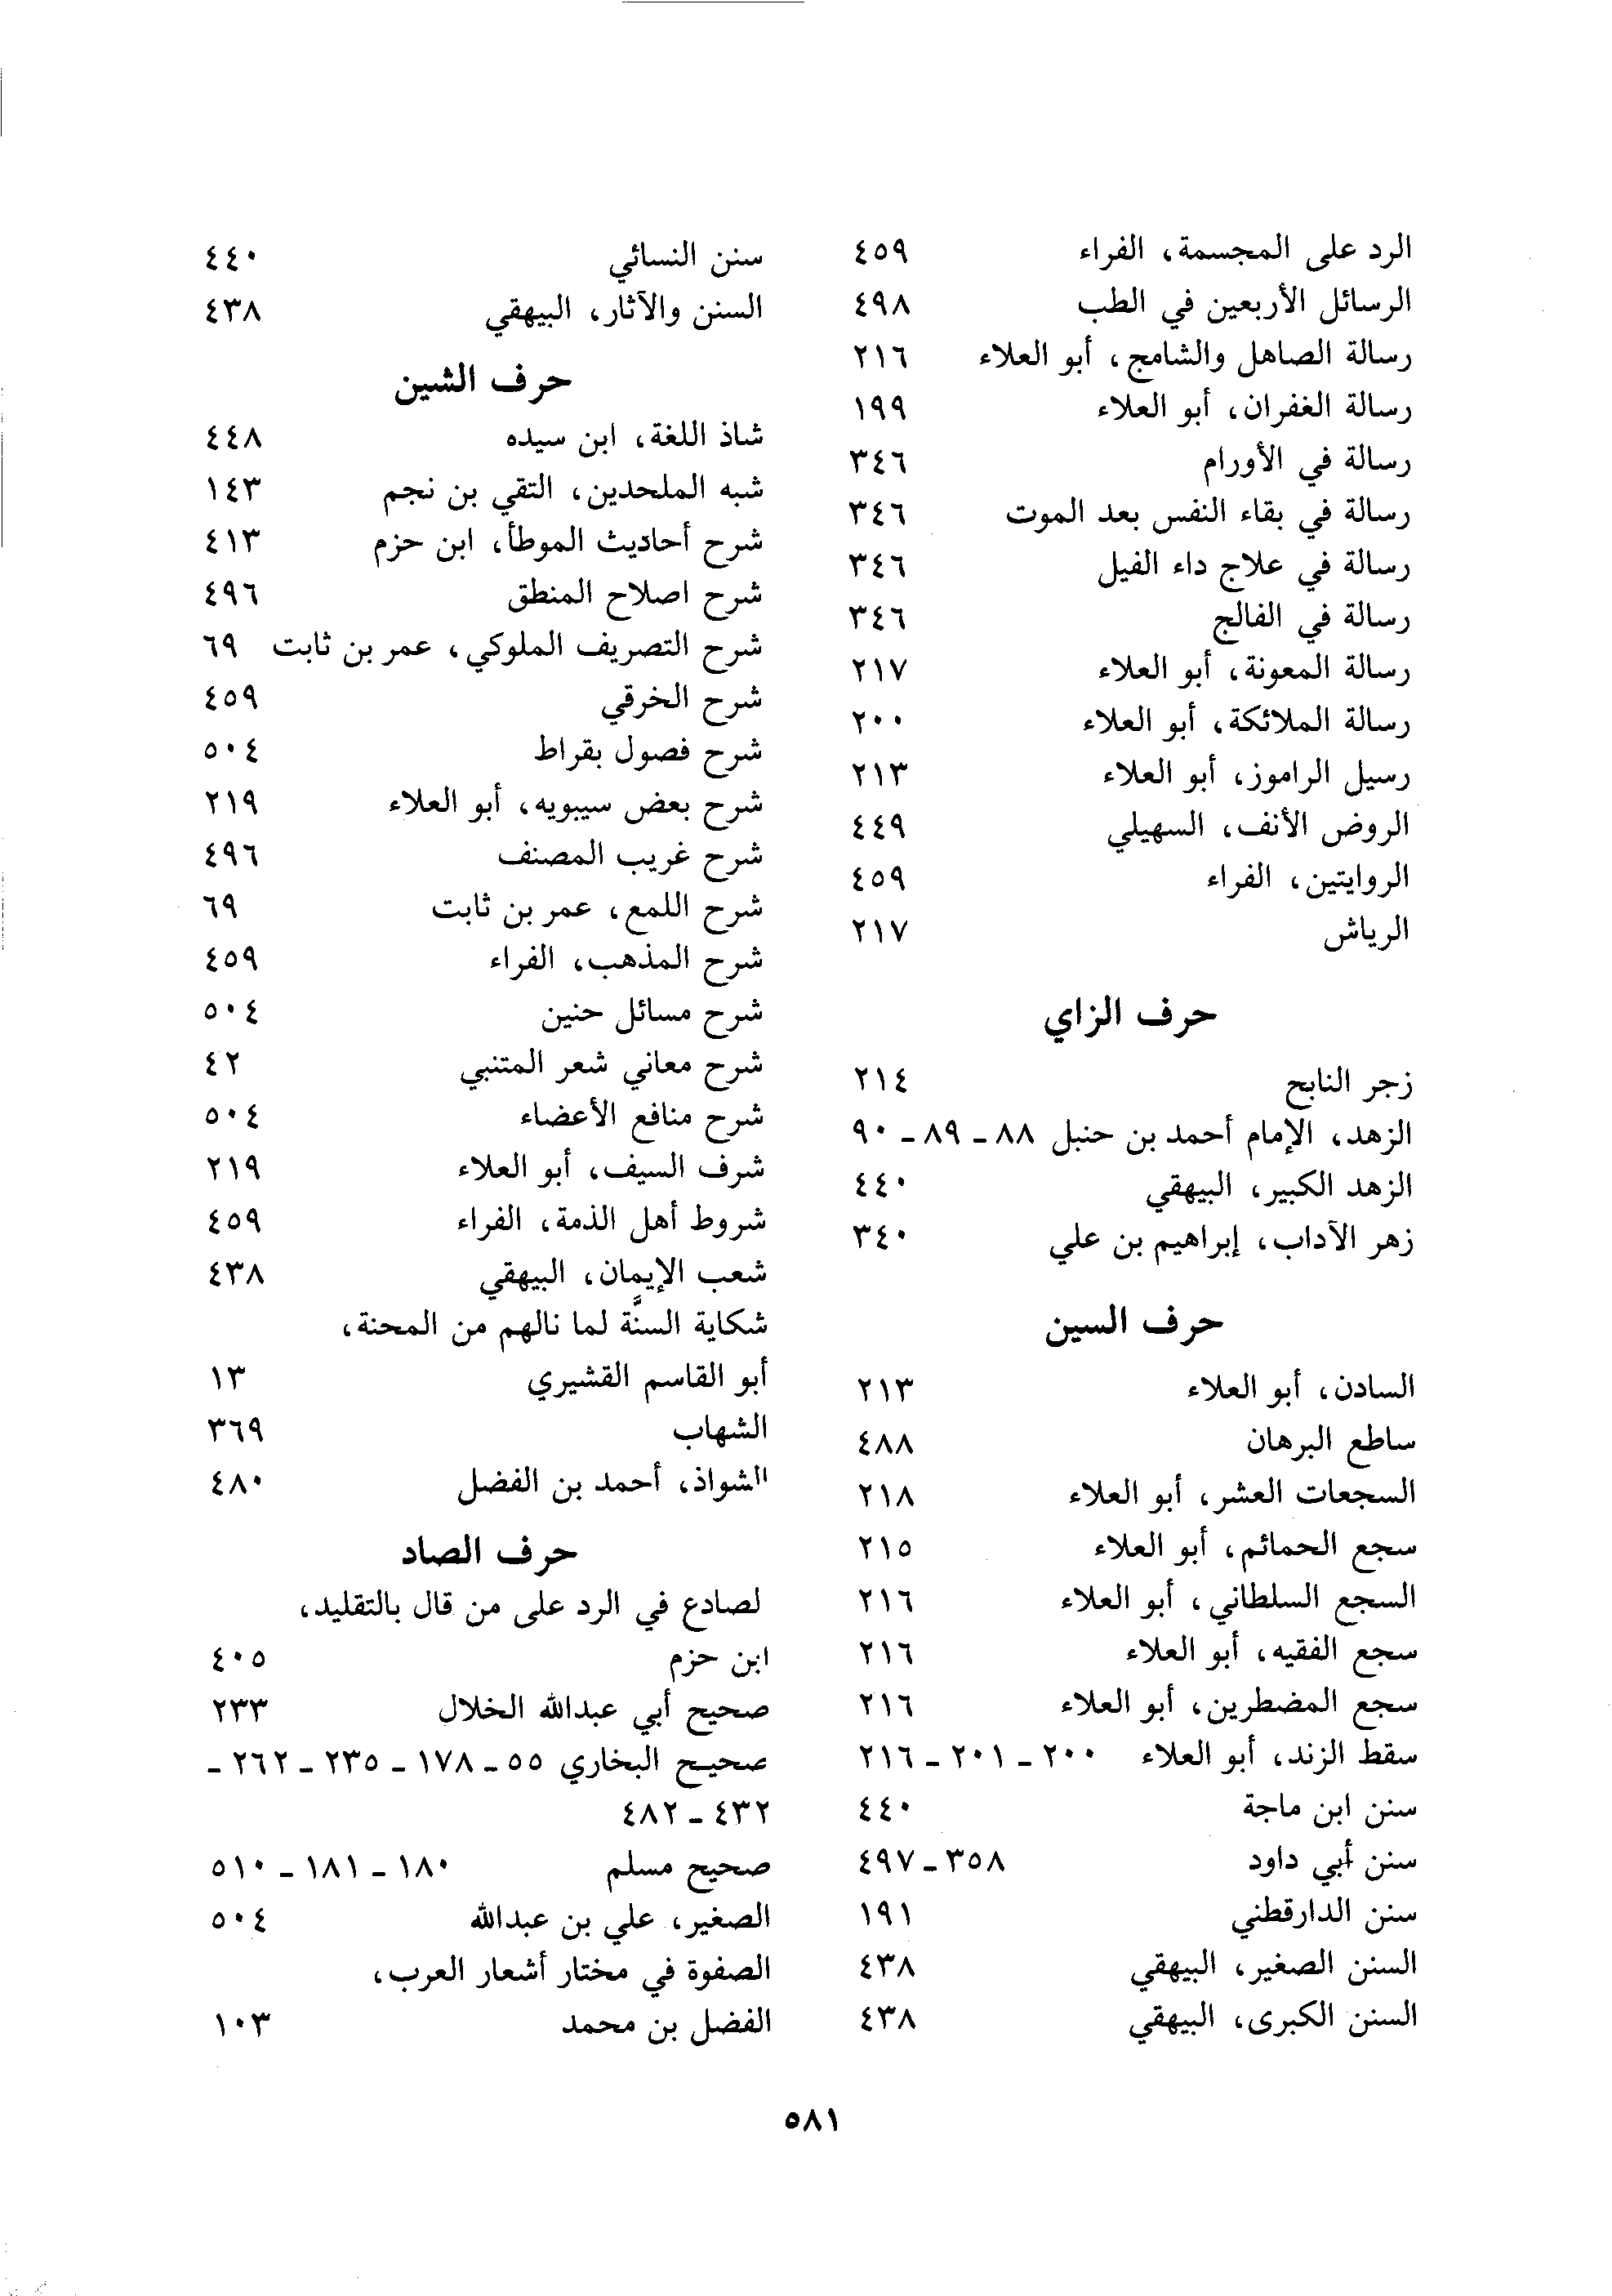 الرد على المجسمة، الفراء ٤٥٩
الرسائل الأربعين في الطب ٤٩٨
رسالة الصاهل والشامج، أبو العلاء ٢١٦
رسالة الغفران، أبو العلاء ١٩٩
رسالة في الأورام ٣٤٦
رسالة في بقاء النفس بعد الموت ٣٤٦
رسالة في علاج داء الفيل ٣٤٦
رسالة في الفالج ٣٤٦
رسالة المعونة، أبو العلاء ٢١٧
رسالة الملائكة، أبو العلاء ٢٠٠
رسيل الراموز، أبو العلاء ٢١٣
الروض الأنف، السهيلي ٤٤٩
الروايتين، الفراء ٤٥٩
الرياش ٢١٧
حرف الزاي
زجر النابح ٢١٤
الزهد، الإمام أحمد بن حنبل ٨٨ - ٨٩ - ٩٠
الزهد الكبير، البيهقي ٤٤٠
زهر الآداب، إبراهيم بن علي ٣٤٠
حرف السين
السادن، أبو العلاء ٢١٣
ساطع البرهان ٤٨٨
السجعات العشر، أبو العلاء ٢١٨
سجع الحمائم، أبو العلاء ٢١٥
السجع السلطاني، أبو العلاء ٢١٦
سجع الفقيه، أبو العلاء ٢١٦
سجع المضطرين، أبو العلاء ٢١٦
سقط الزند، أبو العلاء ٢٠٠ - ٢٠١ - ٢١٦
سنن ابن ماجة ٤٤٠
سنن أبي داود ٣٥٨ - ٤٩٧
سنن الدارقطني ١٩١
السنن الصغير، البيهقي ٤٣٨
السنن الكبرى، البيهقي ٤٣٨
سنن النسائي ٤٤٠
السنن والآثار، البيهقي ٤٣٨
حرف الشين
شاذ اللغة، ابن سيده ٤٤٨
شبه الملحدين، التقي بن نجم ١٤٣
شرح أحاديث الموطأ، ابن حزم ٤١٣
شرح اصلاح المنطق ٤٩٦
شرح التصريف الملوكي، عمر بن ثابت ٦٩
شرح الخرقي ٤٥٩
شرح فصول بقراط ٥٠٤
شرح بعض سيبويه، أبو العلاء ٢١٩
شرح غريب المصنف ٤٩٦
شرح اللمع، عمر بن ثابت ٦٩
شرح المذهب، الفراء ٤٥٩
شرح مسائل حنين ٥٠٤
شرح معاني شعر المتنبي ٤٢
شرح منافع الأعضاء ٥٠٤
شرف السيف، أبو العلاء ٢١٩
شروط أهل الذمة، الفراء ٤٥٩
شعب الإيمان، البيهقي ٤٣٨
شكاية السنَّة لما نالهم من المحنة،
أبو القاسم القشيري ١٣
الشهاب ٣٦٩
الشواذ، أحمد بن الفضل ٤٨٠
حرف الصاد
لصادع في الرد على من قال بالتقليد،
ابن حزم ٤٠٥
صحيح أبي عبدالله الخلال ٢٣٣
صحيح البخاري ٥٥ - ١٧٨ - ٢٣٥ - ٢٦٢ -
٤٣٢ - ٤٨٢
صحيح مسلم ١٨٠ - ١٨١ - ٥١٠
الصغير، علي بن عبدالله ٥٠٤
الصفوة في مختار أشعار العرب،
الفضل بن محمد ١٠٣
٥٨١